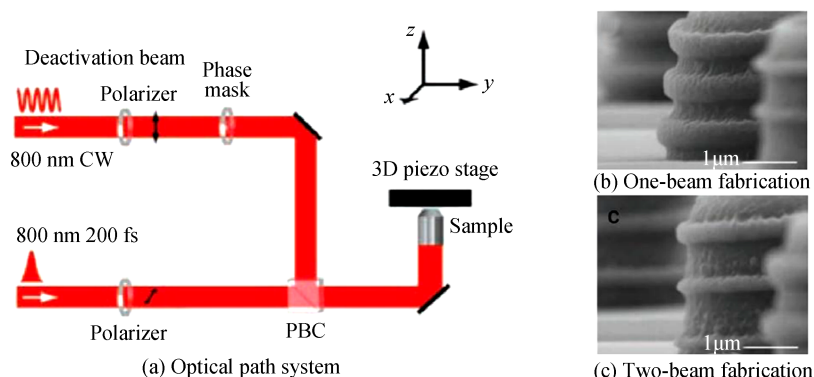 Deactivation beam
Polarizer
Phase
mask
800 nm CW
z
y
x
3D piezo stage
Sample
800 nm 200 fs
Polarizer
PBC
(a) Optical path system
1μm
(b) One-beam fabrication
C
1μm
(c) Two-beam fabrication